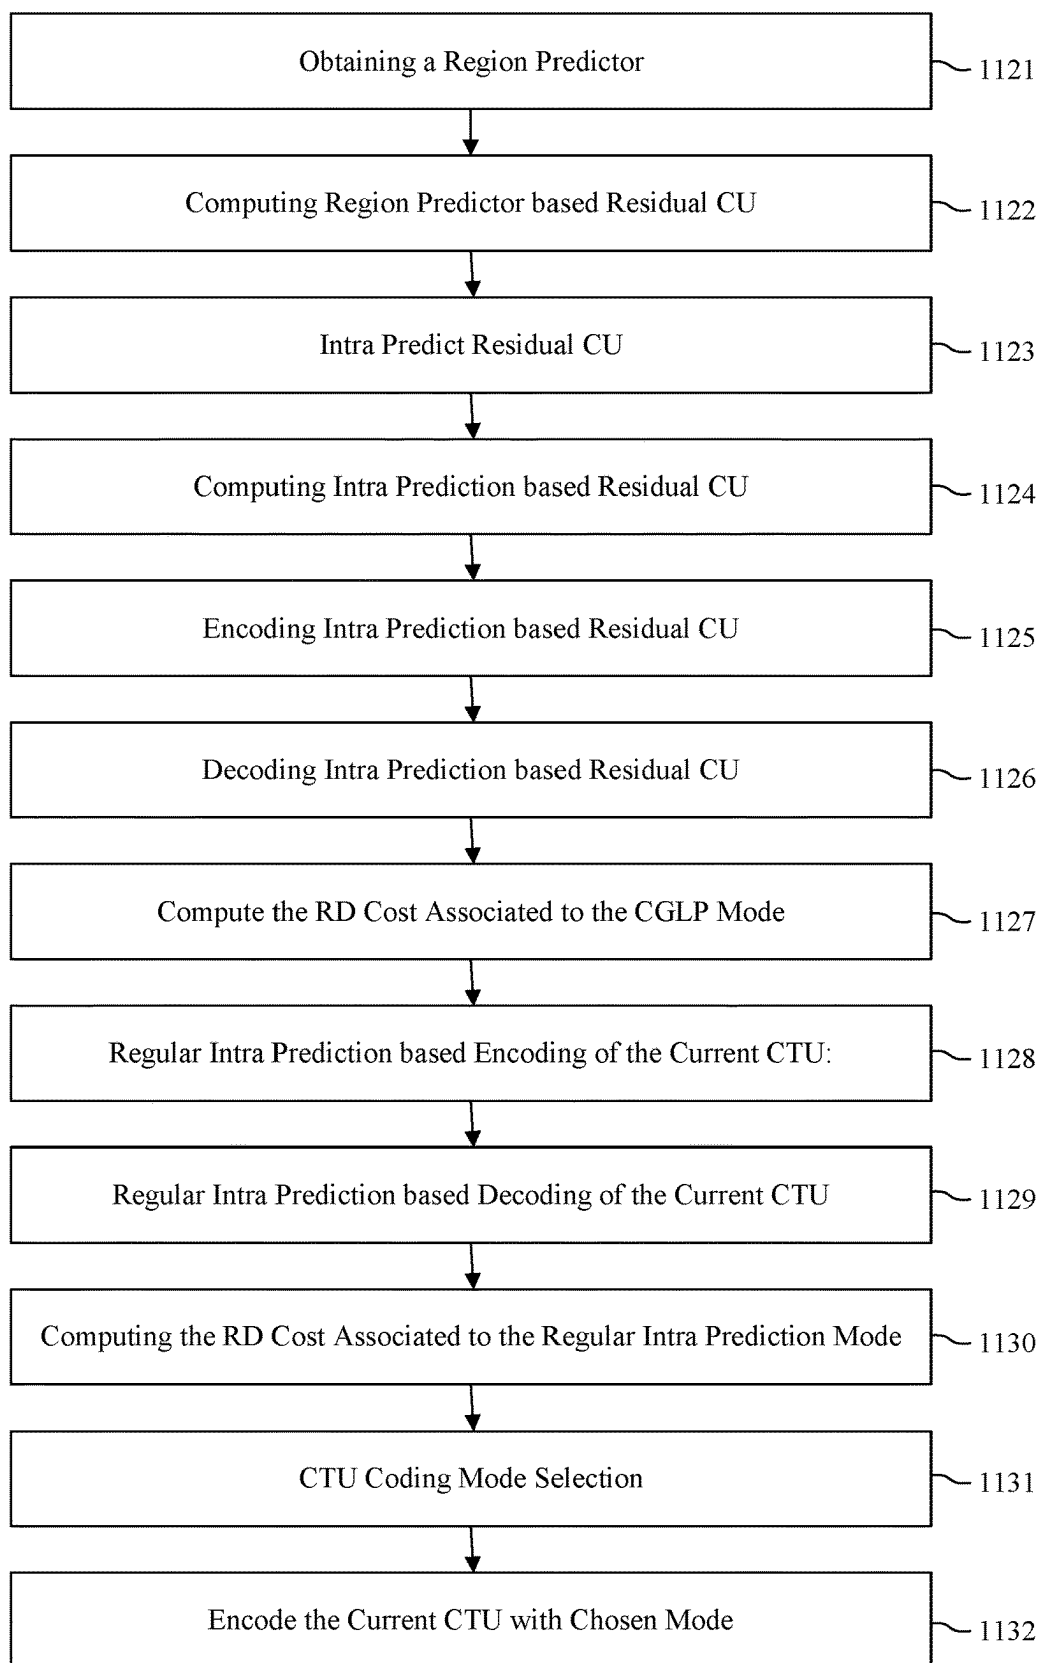 Obtaining a Region Predictor
1121
Computing Region Predictor based Residual CU
1122
Intra Predict Residual CU
1123
Computing Intra Prediction based Residual CU
1124
Encoding Intra Prediction based Residual CU
1125
Decoding Intra Prediction based Residual CU
1126
Compute the RD Cost Associated to the CGLP Mode
1127
Regular Intra Prediction based Encoding of the Current CTU:
1128
Regular Intra Prediction based Decoding of the Current CTU
1129
Computing the RD Cost Associated to the Regular Intra Prediction Mode
1130
CTU Coding Mode Selection
1131
Encode the Current CTU with Chosen Mode
1132